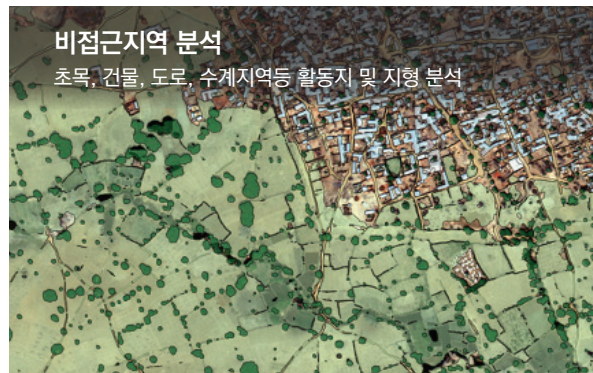 비접근지역 분석
초목, 건물, 도로, 수계지역등 활동지 및 지형 분석